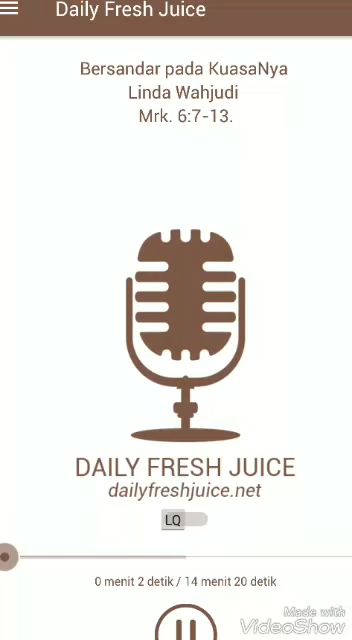 Daily Fresh Juice
Bersandar pada KuasaNya
Linda Wahjudi
Mrk. 6:7-13.
DAILY FRESH JUICE
dailyfreshjuice.net
LQ
0 menit 2 detik / 14 menit 20 detik
Made with
VideoShow